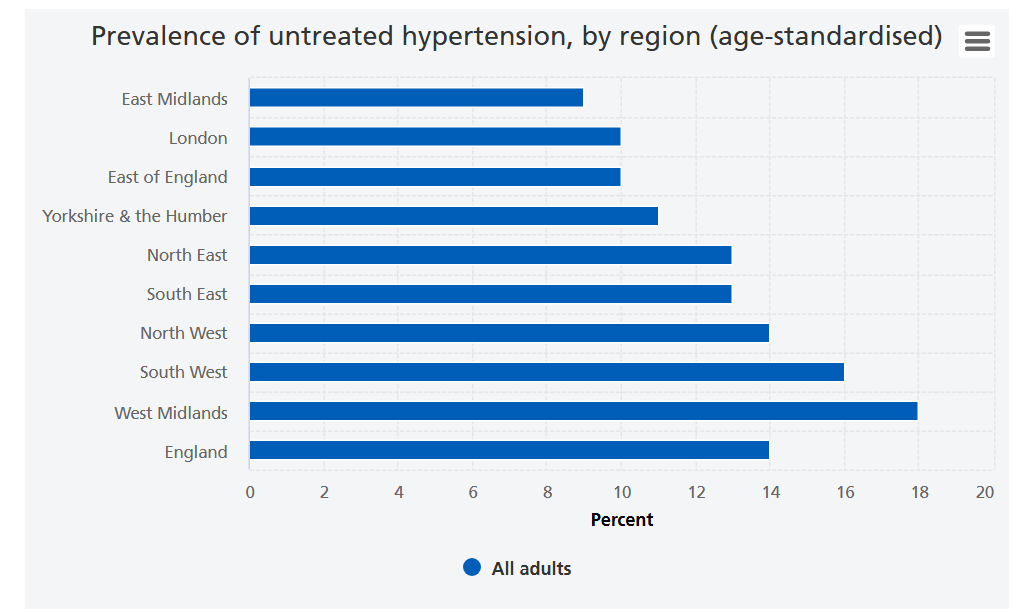 Prevalence of untreated hypertension, by region (age-standardised)
East Midlands
London
East of England
Yorkshire & the Humber
North East
South East
North West
South West
West Midlands
England
0 2 4 6 8 10 12 14 16 18 20
Percent
All adults